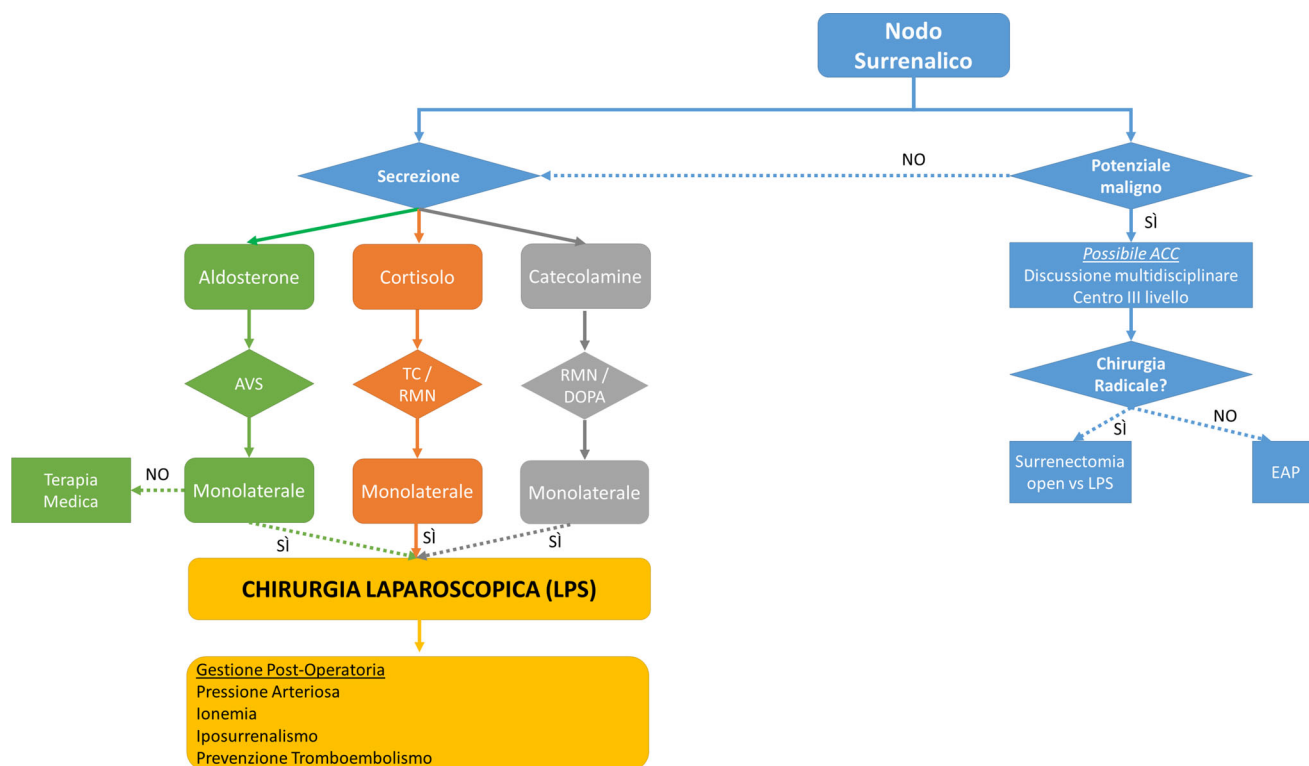 Nodo
Surrenalico
NO
Secrezione
Potenziale
maligno
SÌ
Aldosterone
Cortisolo
Catecolamine
Possibile ACC
Discussione multidisciplinare
Centro III livello
AVS
TC /
RMN
RMN /
DOPA
Chirurgia
Radicale?
SÌ
NO
Terapia
Medica
NO
Monolaterale
Monolaterale
Monolaterale
Surrenectomia
open vs LPS
EAP
SÌ
SÌ
SÌ
CHIRURGIA LAPAROSCOPICA (LPS)
Gestione Post-Operatoria
Pressione Arteriosa
Ionemia
Iposurrenalismo
Prevenzione Tromboembolismo